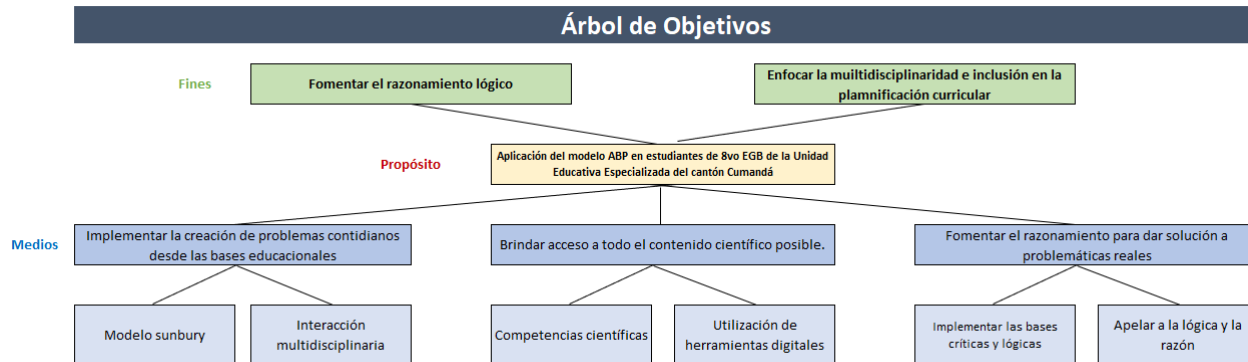 Árbol de Objetivos
Fines
Fomentar el razonamiento lógico
Enfocar la muiltidisciplinaridad e inclusión en la
plamnificación curricular
Propósito
Aplicación del modelo ABP en estudiantes de 8vo EGB de la Unidad
Educativa Especializada del cantón Cumandá
Medios
Implementar la creación de problemas contidianos
desde las bases educacionales
Brindar acceso a todo el contenido científico posible.
Fomentar el razonamiento para dar solución a
problemáticas reales
Modelo sunbury
Interacción
multidisciplinaria
Competencias científicas
Utilización de
herramientas digitales
Implementar las bases
críticas y lógicas
Apelar a la lógica y la
razón